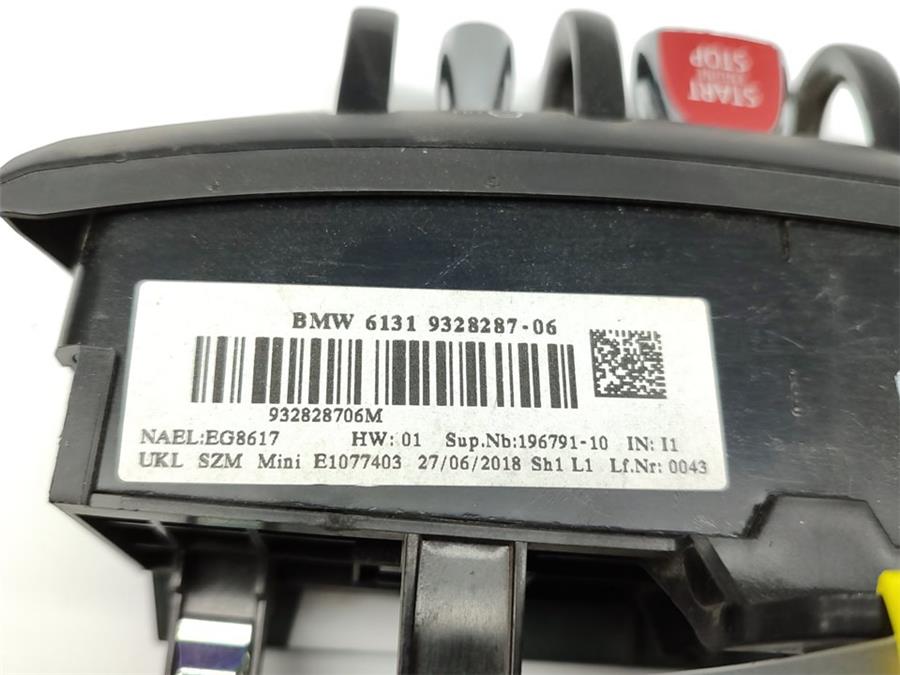 START
ENGINE
STOP
BMW 6131 9328287-06
932828706M
NAEL:EG8617 HW: 01 Sup.Nb:196791-10 IN: I1
UKL SZM Mini E1077403 27/06/2018 Sh1 L1 Lf.Nr: 0043